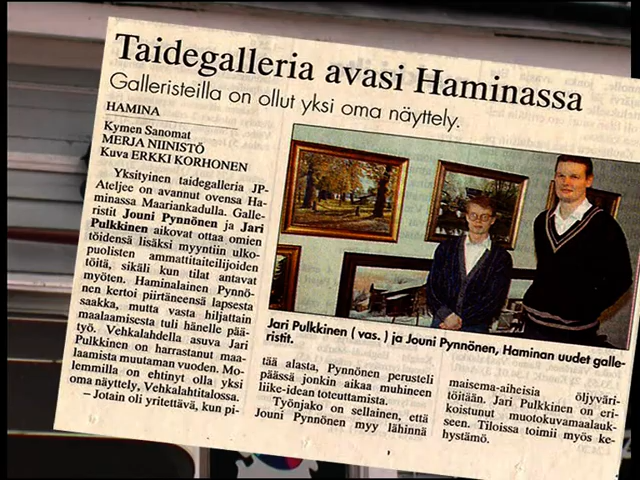 Taidegalleria avasi Haminassa
Galleristeilla on ollut yksi oma näyttely.
HAMINA
Kymen Sanomat
MERJA NIINISTÖ
Kuva ERKKI KORHONEN
Yksityinen taidegalleria JP-
Ateljee on avannut ovensa Ha-
minassa Maariankadulla. Galle-
ristit Jouni Pynnönen ja Jari
Pulkkinen aikovat ottaa omien
töidensä lisäksi myyntiin ulko-
puolisten ammattitaiteilijoiden
töitä, sikäli kun tilat antavat
myöten. Haminalainen Pynnö-
nen kertoi piirtäneensä lapsesta
saakka, mutta vasta hiljattain
maalaamisesta tuli hänelle pää-
työ. Vehkalahdella asuva Jari
Pulkkinen on harrastanut maa-
laamista muutaman vuoden. Mo-
lemmilla on ehtinyt olla yksi
oma näyttely, Vehkalahtitalossa.
– Jotain oli yritettävä, kun pi-
Jari Pulkkinen ( vas. ) ja Jouni Pynnönen, Haminan uudet galle-
ristit.
tää alasta, Pynnönen perusteli
päässä jonkin aikaa muhineen
liike-idean toteuttamista.
Työnjako on sellainen, että
Jouni Pynnönen myy lähinnä
maisema-aiheisia öljyväri-
töitään. Jari Pulkkinen on eri-
koistunut muotokuvamaalauk-
seen. Tiloissa toimii myös ke-
hystämö.